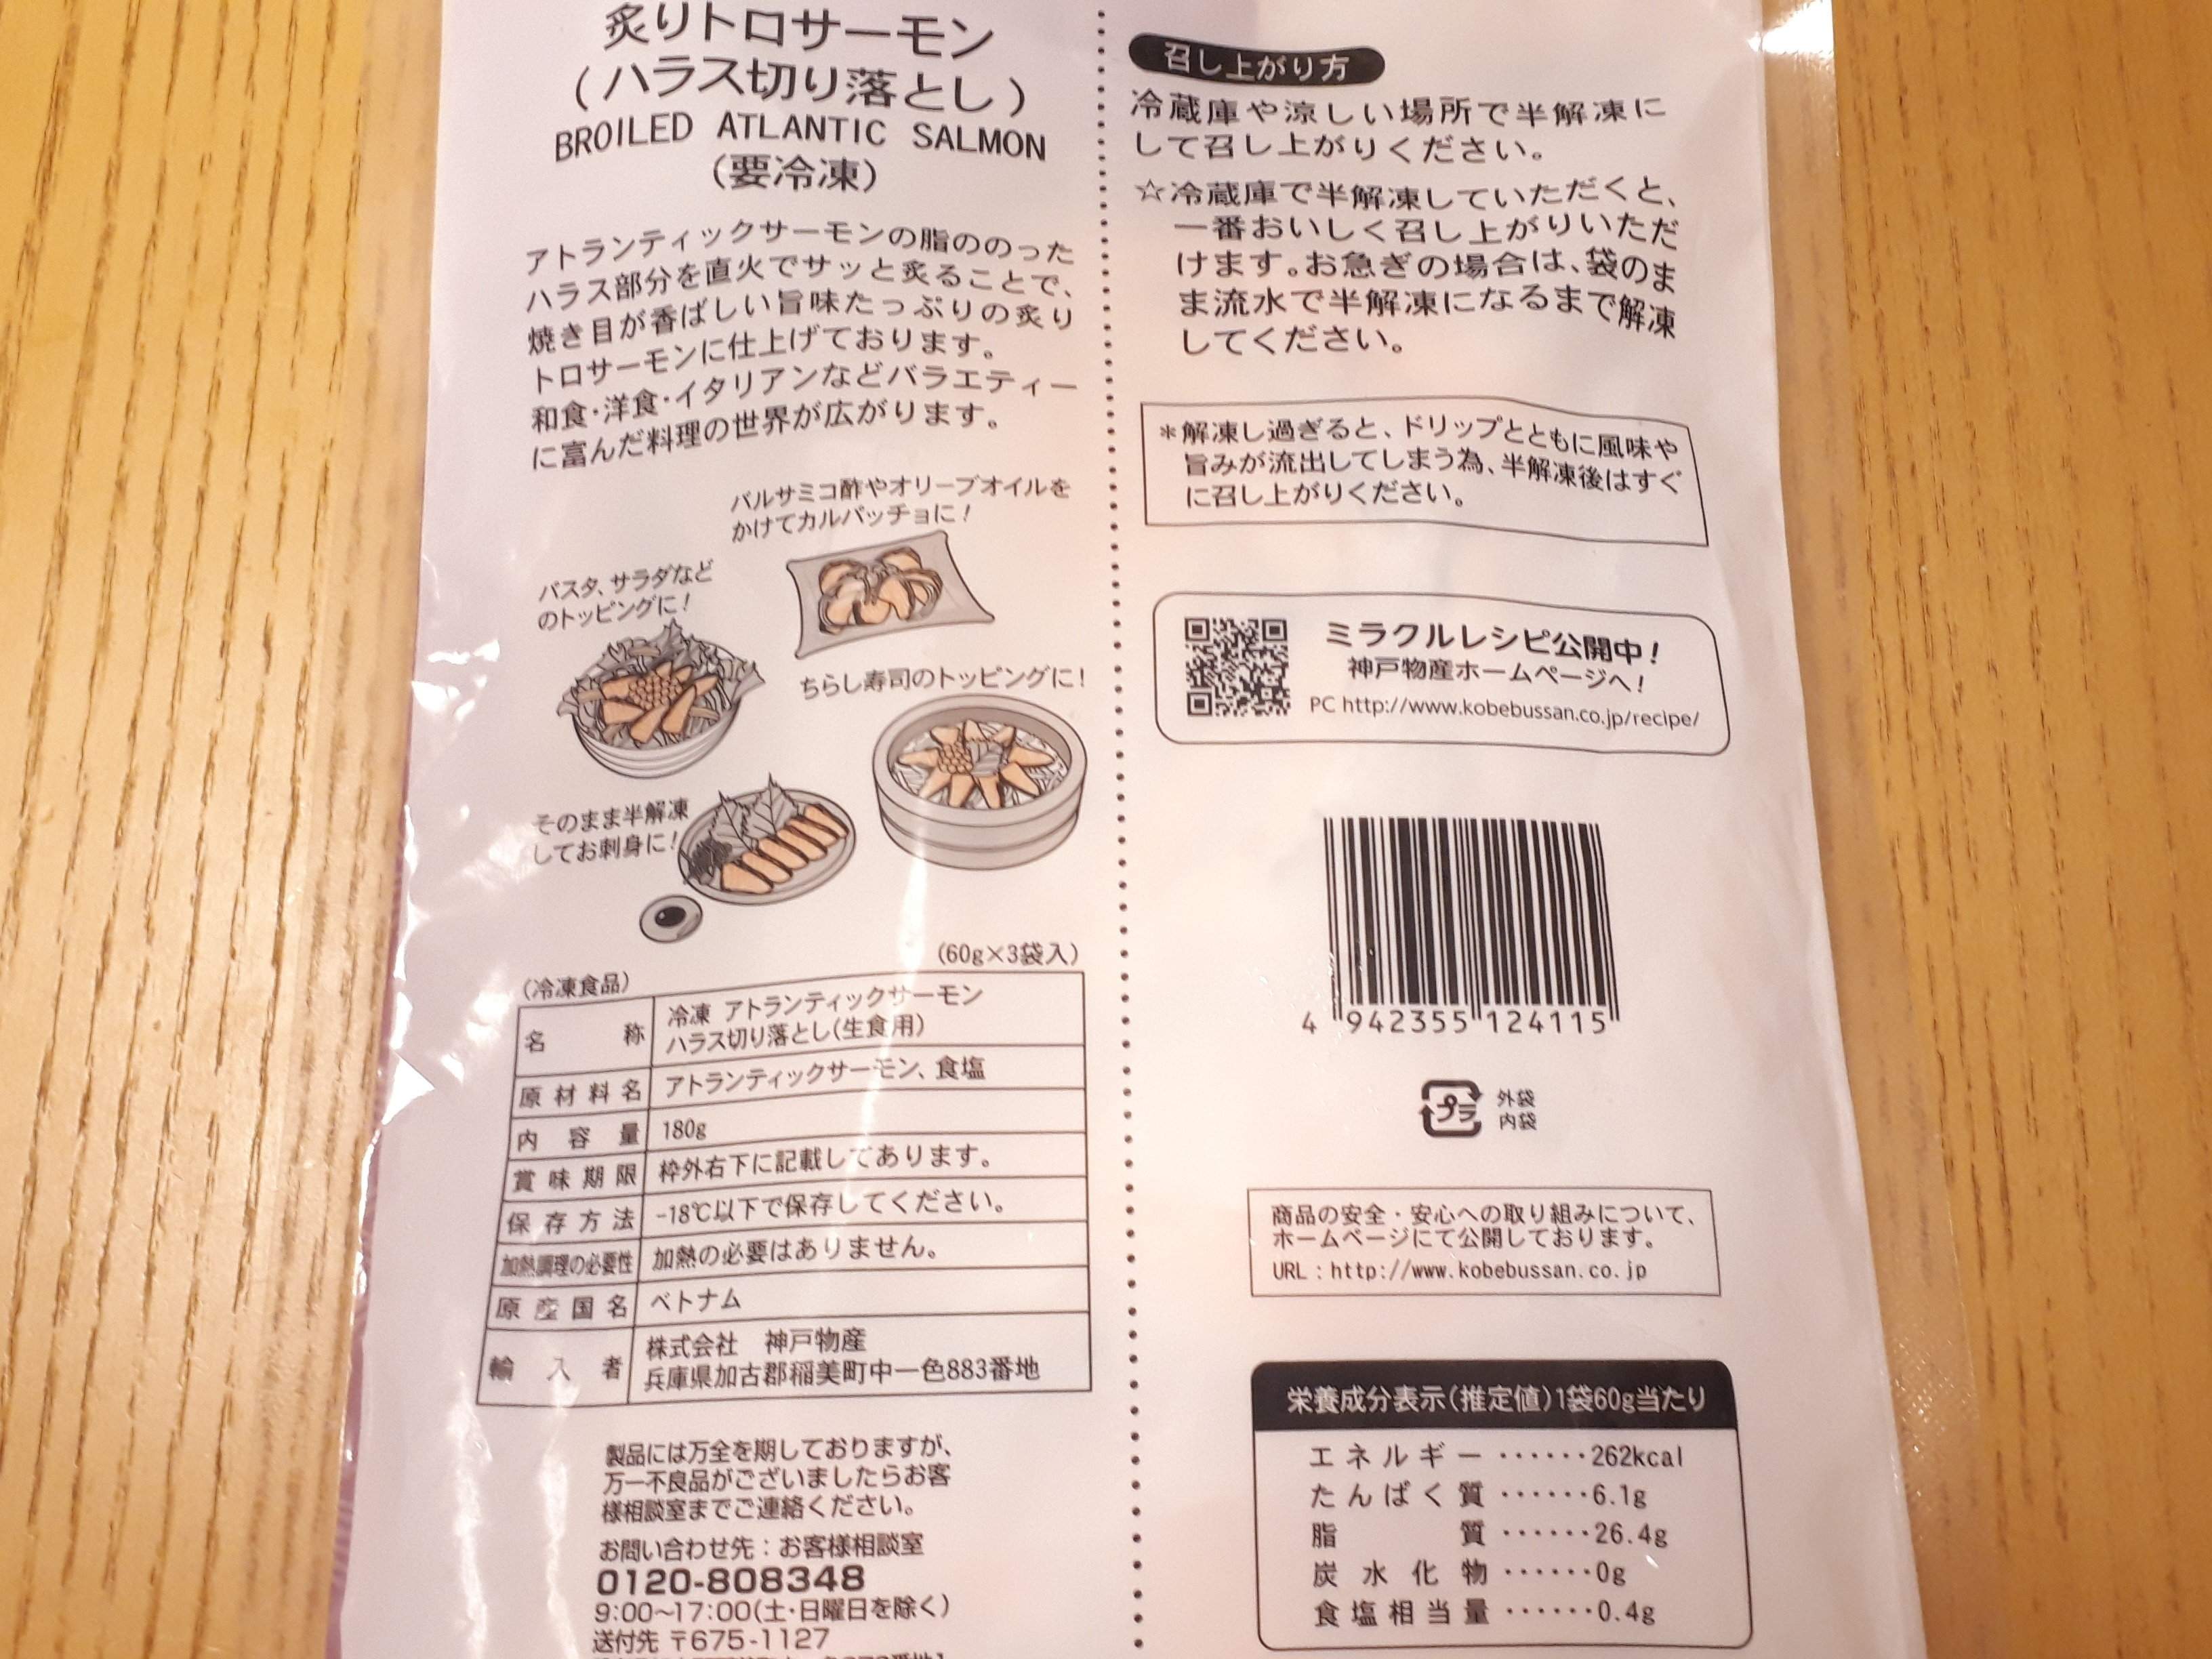 炙りトロサーモン
(ハラス切り落とし)
BROILED ATLANTIC SALMON
(要冷凍)
アトランティックサーモンの脂ののった
ハラス部分を直火でサッと炙ることで、
焼き目が香ばしい旨味たっぷりの炙り
トロサーモンに仕上げております。
和食・洋食・イタリアンなどバラエティー
に富んだ料理の世界が広がります。
バルサミコ酢やオリーブオイルを
かけてカルパッチョに!
パスタ、サラダなど
のトッピングに!
ちらし寿司のトッピングに!
そのまま半解凍
してお刺身に!
(60g×3袋入)
(冷凍食品)
名称 冷凍 アトランティックサーモン
ハラス切り落とし(生食用)
原材料名 アトランティックサーモン、食塩
内容量 180g
賞味期限 枠外右下に記載してあります。
保存方法 -18℃以下で保存してください。
加熱調理の必要性 加熱の必要はありません。
原産国名 ベトナム
輸入者 株式会社 神戸物産
兵庫県加古郡稲美町中一色883番地
製品には万全を期しておりますが、
万一不良品がございましたらお客
様相談室までご連絡ください。
お問い合わせ先:お客様相談室
0120-808348
9:00~17:00(土・日曜日を除く)
送付先 〒675-1127
召し上がり方
冷蔵庫や涼しい場所で半解凍に
して召し上がりください。
☆冷蔵庫で半解凍していただくと、
一番おいしく召し上がりいただ
けます。お急ぎの場合は、袋のま
ま流水で半解凍になるまで解凍
してください。
*解凍し過ぎると、ドリップとともに風味や
旨みが流出してしまう為、半解凍後はすぐ
に召し上がりください。
ミラクルレシピ公開中!
神戸物産ホームページへ!
PC http://www.kobebussan.co.jp/recipe/
4 942355 124115
プラ 外袋
内袋
商品の安全・安心への取り組みについて、
ホームページにて公開しております。
URL:http://www.kobebussan.co.jp
栄養成分表示(推定値)1袋60g当たり
エネルギー ······262kcal
たんぱく質 ······6.1g
脂質 ······26.4g
炭水化物 ······0g
食塩相当量 ······0.4g